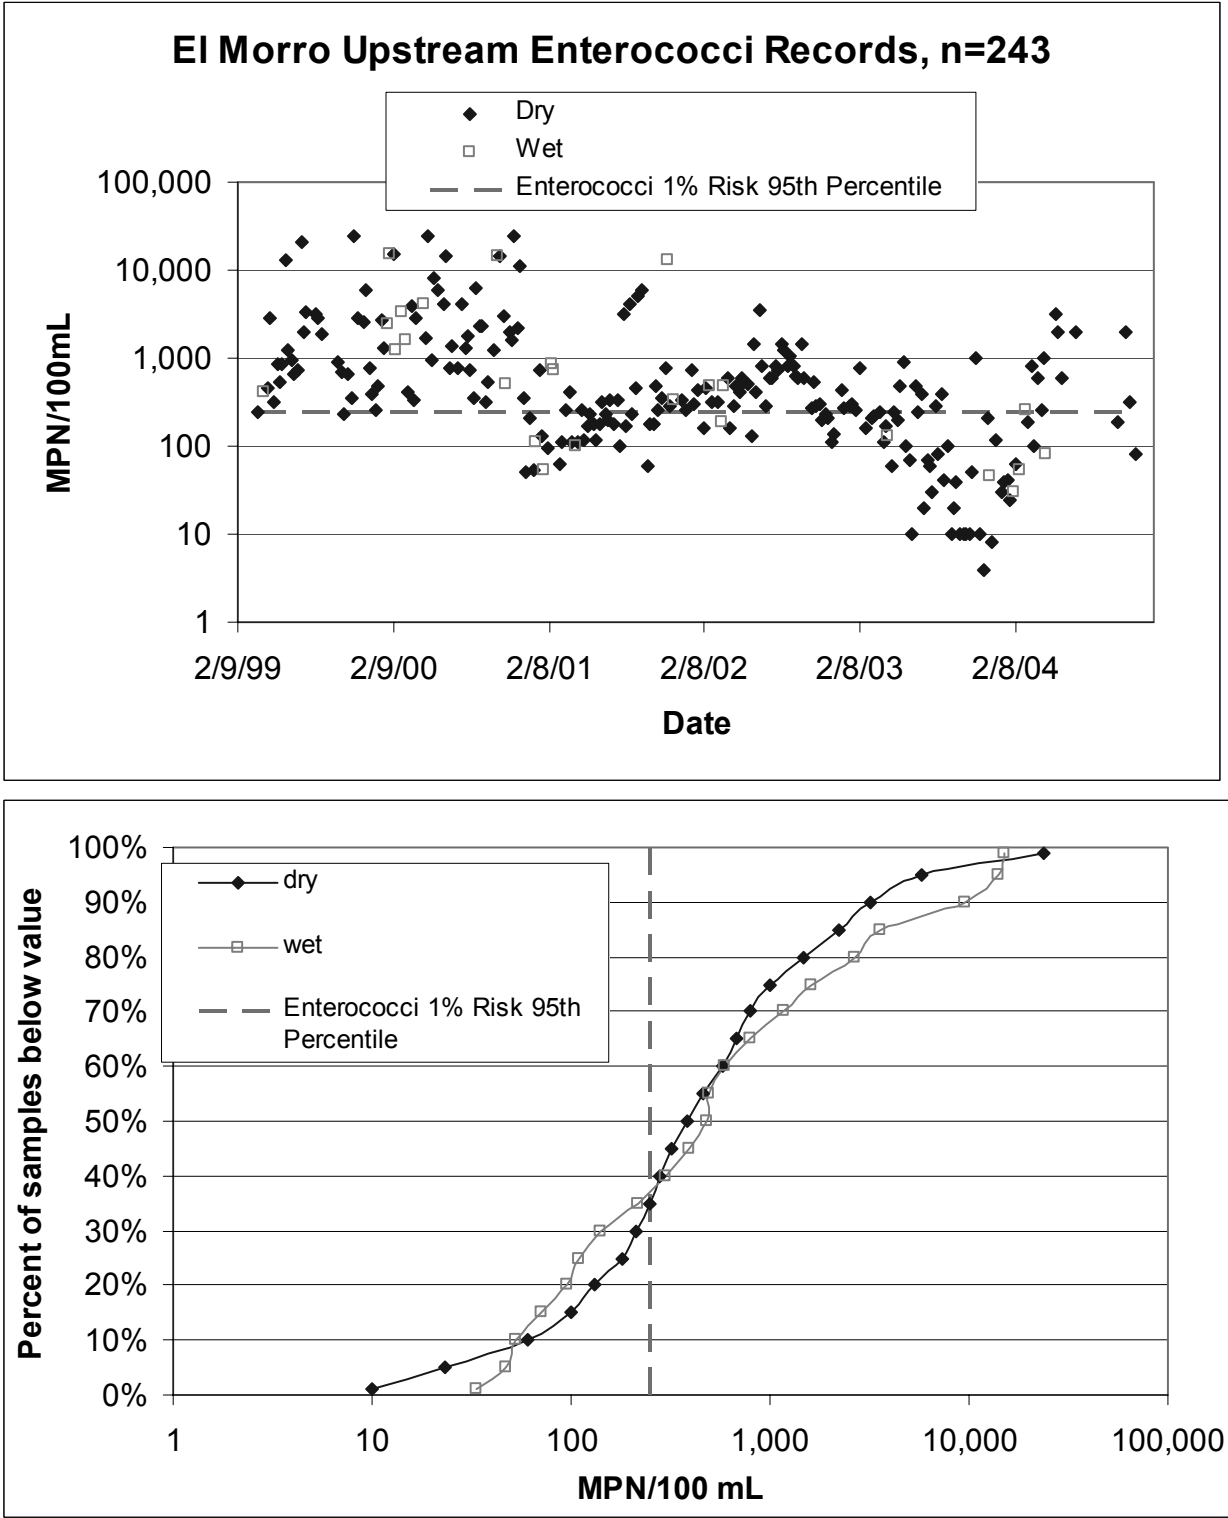 El Morro Upstream Enterococci Records, n=243
Dry
Wet
Enterococci 1% Risk 95th Percentile
100,000
10,000
1,000
100
10
1
MPN/100mL
2/9/99 2/9/00 2/8/01 2/8/02 2/8/03 2/8/04
Date
100%
90%
80%
70%
60%
50%
40%
30%
20%
10%
0%
Percent of samples below value
dry
wet
Enterococci 1% Risk 95th
Percentile
1 10 100 1,000 10,000 100,000
MPN/100 mL